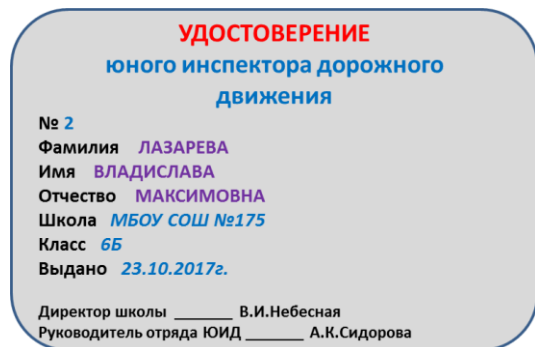 УДОСТОВЕРЕНИЕ
юного инспектора дорожного
движения
№ 2
Фамилия ЛАЗАРЕВА
Имя ВЛАДИСЛАВА
Отчество МАКСИМОВНА
Школа МБОУ СОШ №175
Класс 6Б
Выдано 23.10.2017г.
Директор школы _______ В.И.Небесная
Руководитель отряда ЮИД _______ А.К.Сидорова